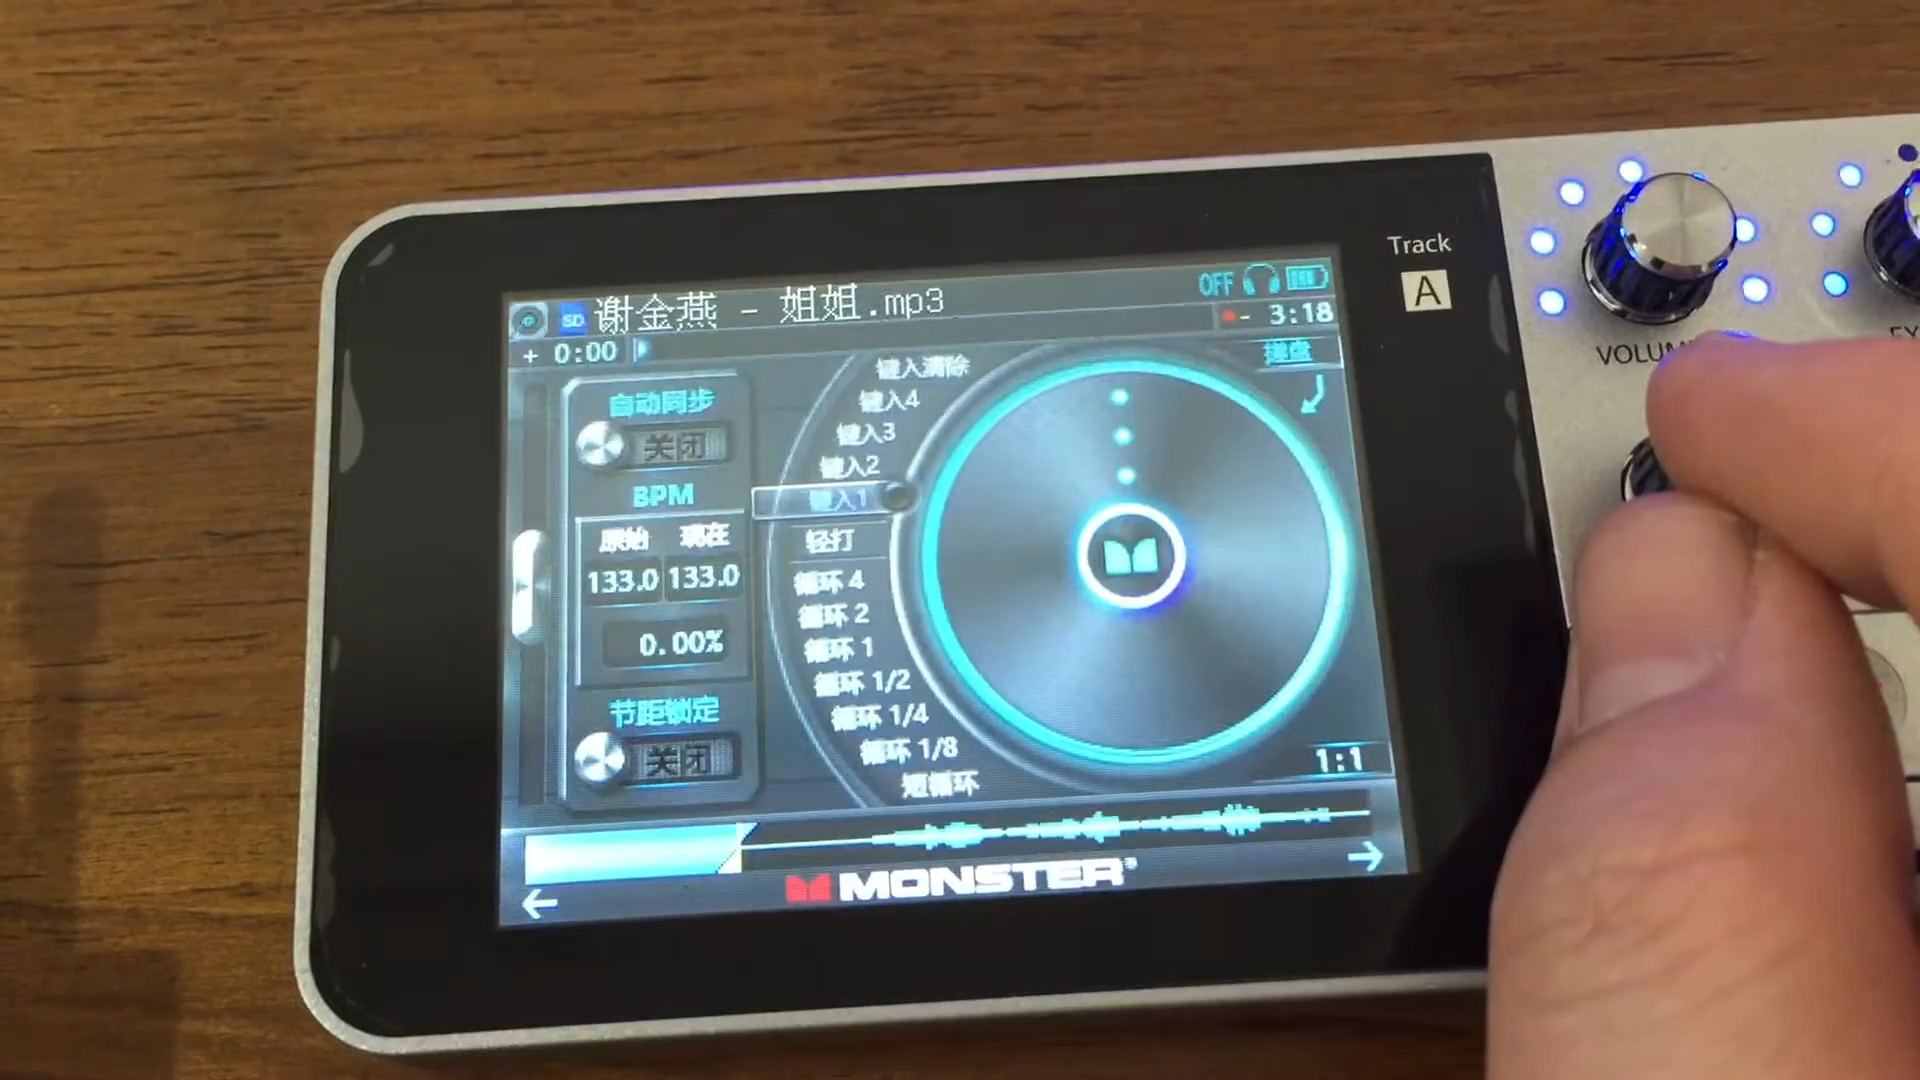 谢金燕 - 姐姐.mp3
OFF
+ 0:00
- 3:18
Track
A
操盘
自动同步
关闭
BPM
原始 现在
133.0 133.0
0.00%
节距锁定
关闭
键入清除
键入4
键入3
键入2
键入1
轻打
循环 4
循环 2
循环 1
循环 1/2
循环 1/4
循环 1/8
短循环
1:1
MONSTER
SD